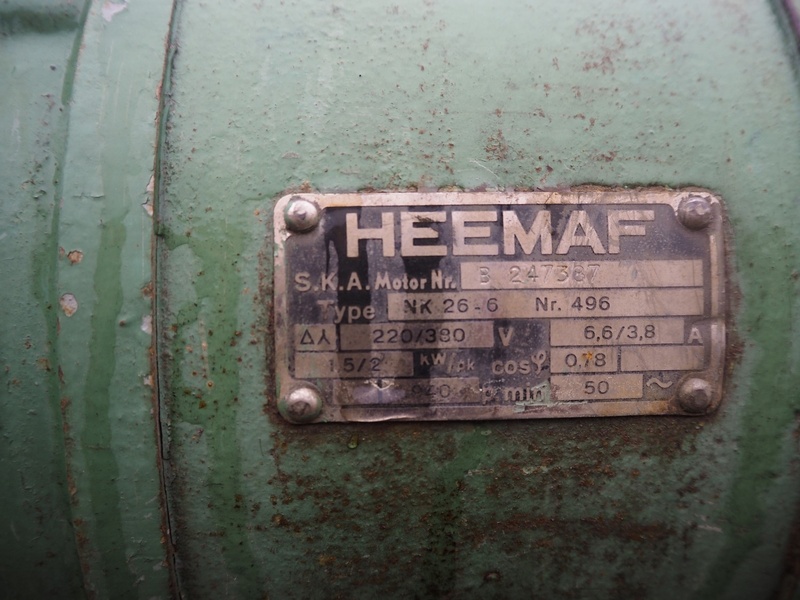 HEEMAF
S.K.A. Motor Nr. B 247387
Type NK 26-6 Nr. 496
Δ⅄ 220/380 V 6,6/3,8 A
1.5/2 kW/pk cosφ 0,78
940 p.min 50 ~